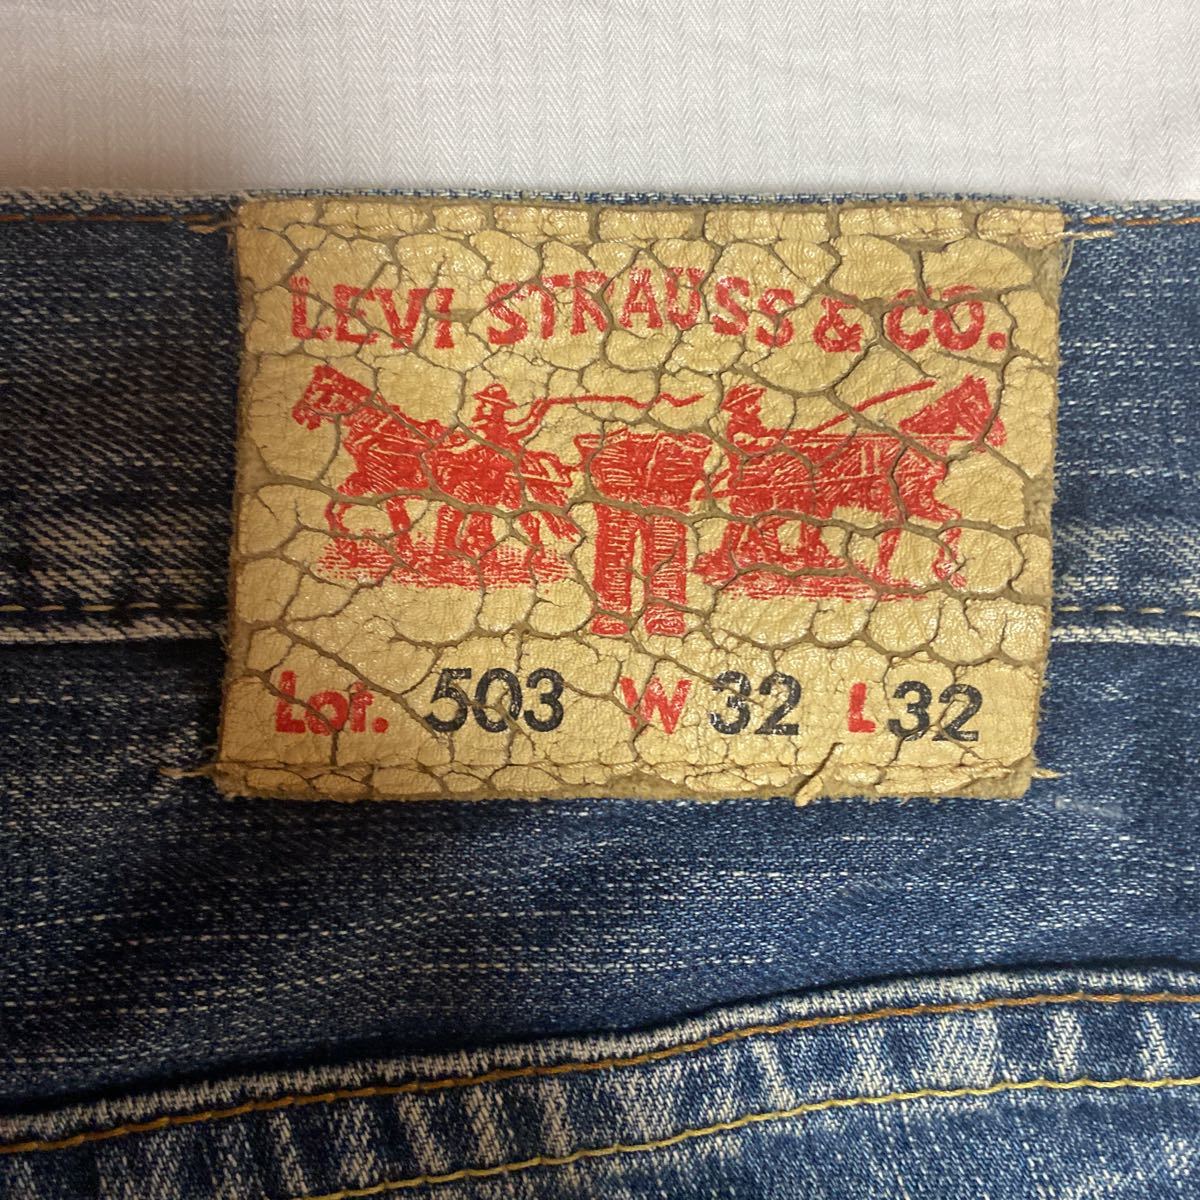 LEVI STRAUSS & CO.
Lot. 503 W 32 L 32